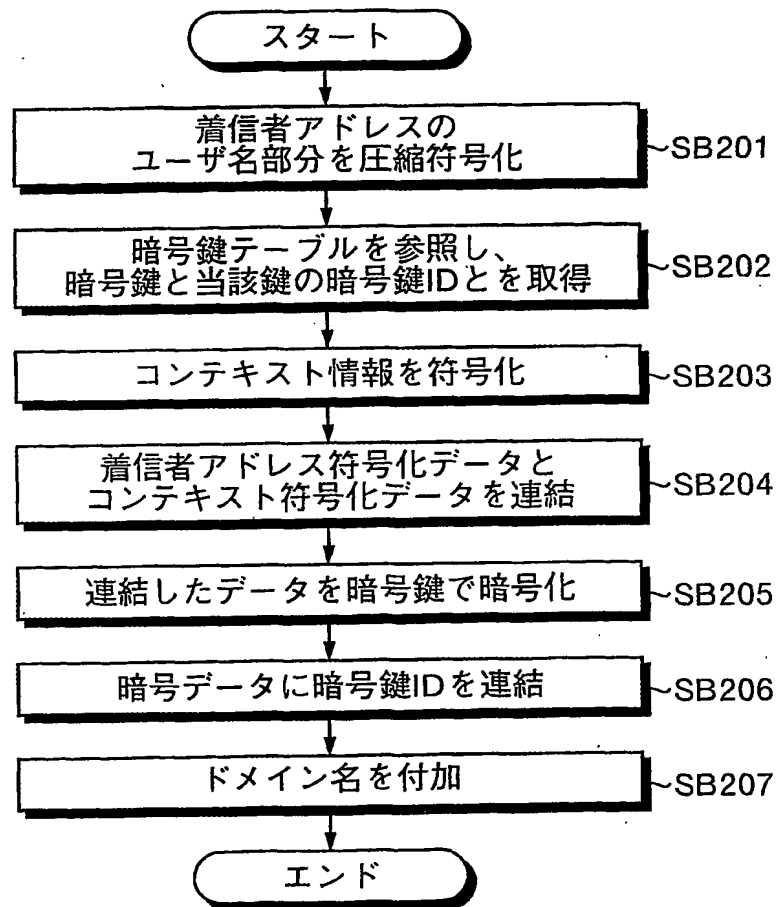 スタート
着信者アドレスの
ユーザ名部分を圧縮符号化
~SB201
暗号鍵テーブルを参照し、
暗号鍵と当該鍵の暗号鍵IDとを取得
~SB202
コンテキスト情報を符号化
~SB203
着信者アドレス符号化データと
コンテキスト符号化データを連結
~SB204
連結したデータを暗号鍵で暗号化
~SB205
暗号データに暗号鍵IDを連結
~SB206
ドメイン名を付加
~SB207
エンド